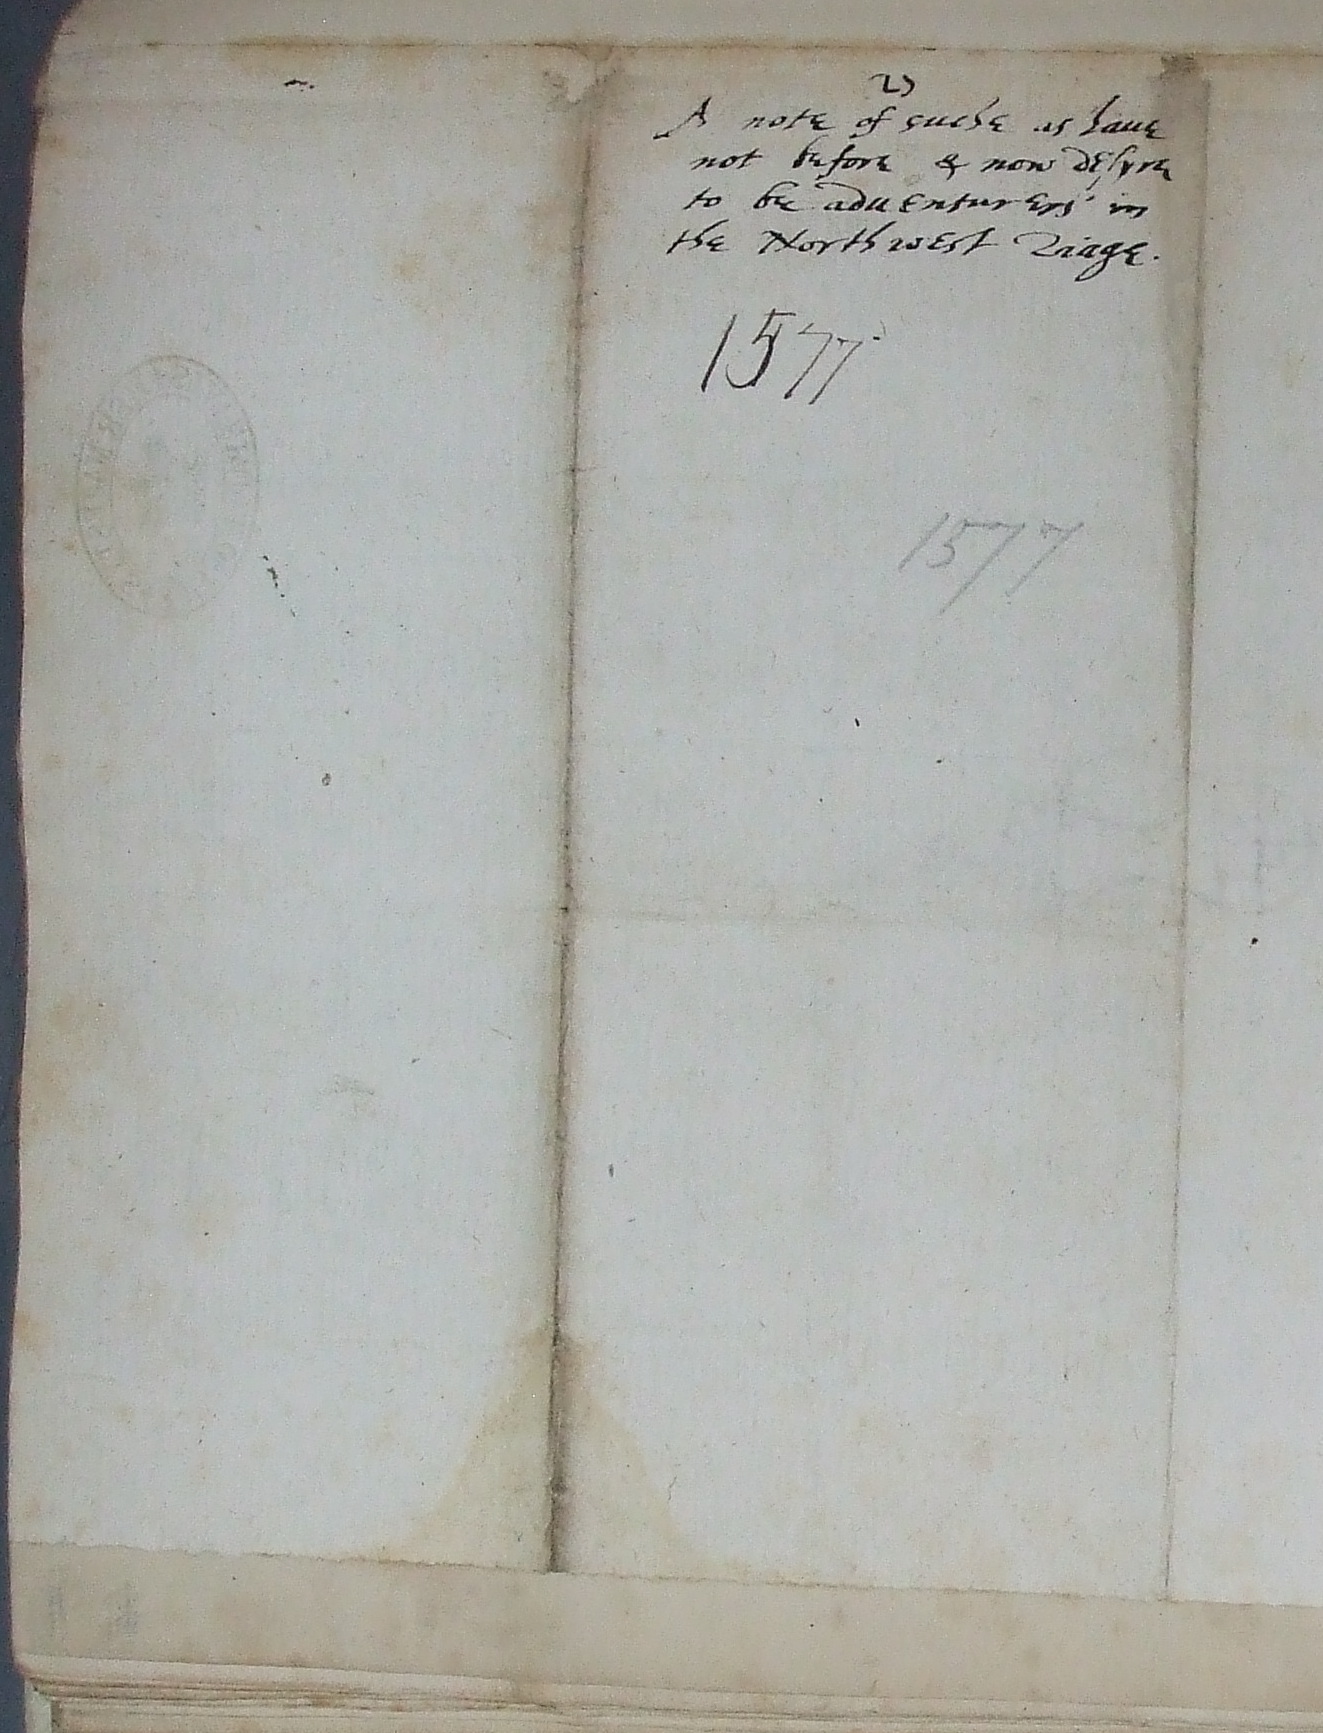 A note of suche as haue
not before & now desyre
to be aduenturers in
the Northwest Viage.
1577
1577